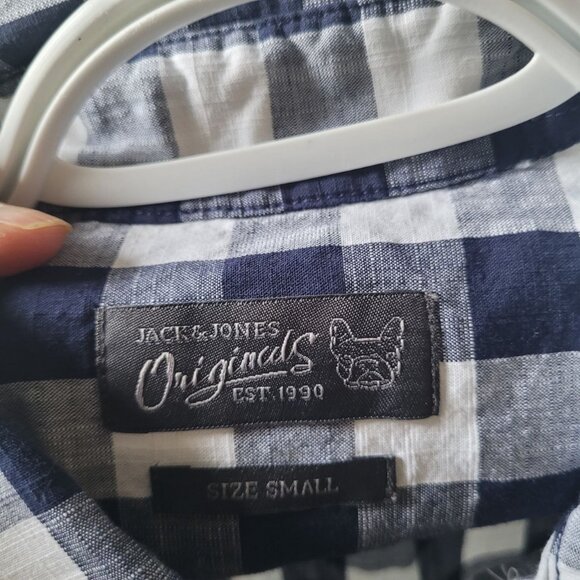 JACK&JONES
Originals
EST. 1990
SIZE SMALL